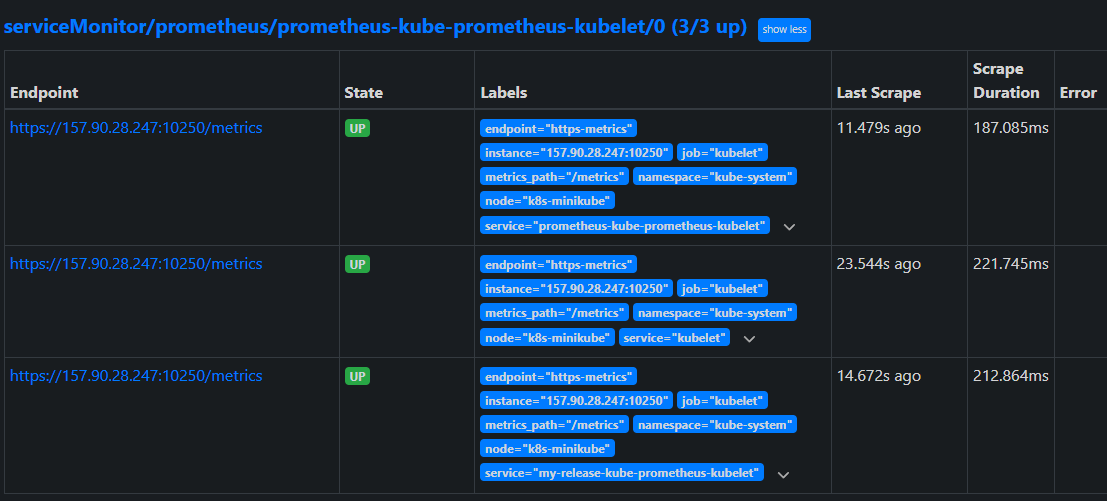 serviceMonitor/prometheus/prometheus-kube-prometheus-kubelet/0 (3/3 up) show less
Endpoint State Labels Last Scrape Scrape Duration Error
https://157.90.28.247:10250/metrics UP endpoint="https-metrics" 11.479s ago 187.085ms
instance="157.90.28.247:10250" job="kubelet"
metrics_path="/metrics" namespace="kube-system"
node="k8s-minikube"
service="prometheus-kube-prometheus-kubelet"
https://157.90.28.247:10250/metrics UP endpoint="https-metrics" 23.544s ago 221.745ms
instance="157.90.28.247:10250" job="kubelet"
metrics_path="/metrics" namespace="kube-system"
node="k8s-minikube" service="kubelet"
https://157.90.28.247:10250/metrics UP endpoint="https-metrics" 14.672s ago 212.864ms
instance="157.90.28.247:10250" job="kubelet"
metrics_path="/metrics" namespace="kube-system"
node="k8s-minikube"
service="my-release-kube-prometheus-kubelet"